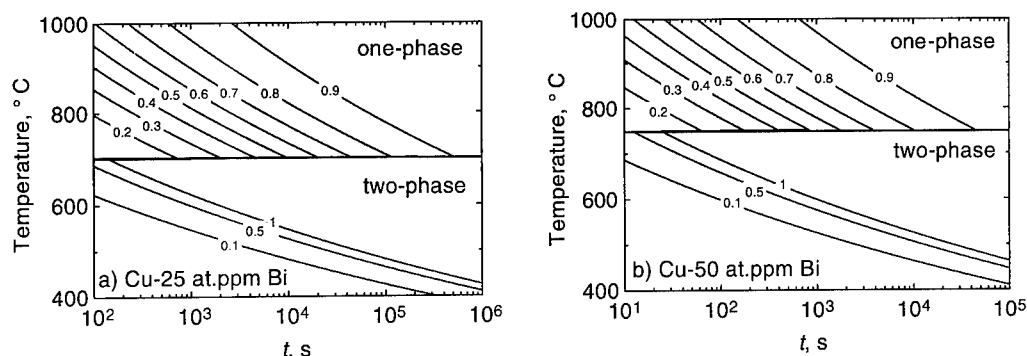 1000
800
600
400
Temperature, ° C
one-phase
0.9
0.8
0.7
0.6
0.5
0.4
0.3
0.2
two-phase
1
0.5
0.1
a) Cu-25 at.ppm Bi
10² 10³ 10⁴ 10⁵ 10⁶
t, s
1000
800
600
400
Temperature, ° C
one-phase
0.9
0.8
0.7
0.6
0.5
0.4
0.3
0.2
two-phase
1
0.5
0.1
b) Cu-50 at.ppm Bi
10¹ 10² 10³ 10⁴ 10⁵
t, s